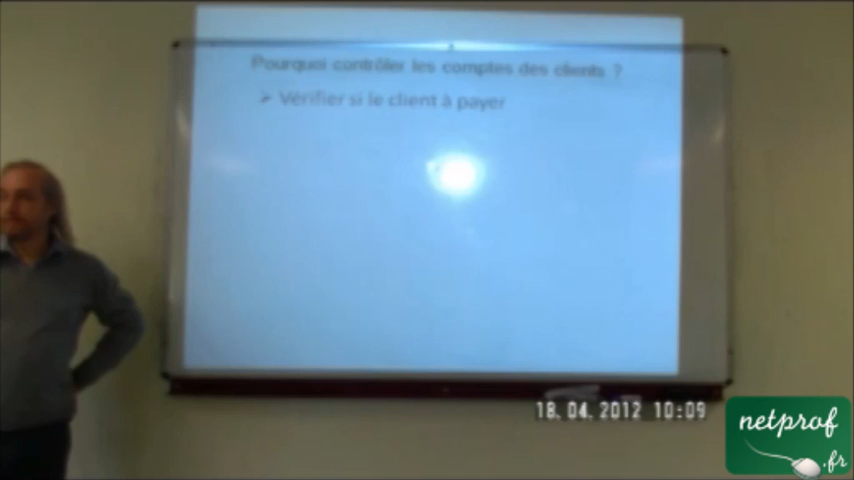 Pourquoi contrôler les comptes des clients ?
➢ Vérifier si le client à payer
18.04.2012 10:09
netprof
.fr